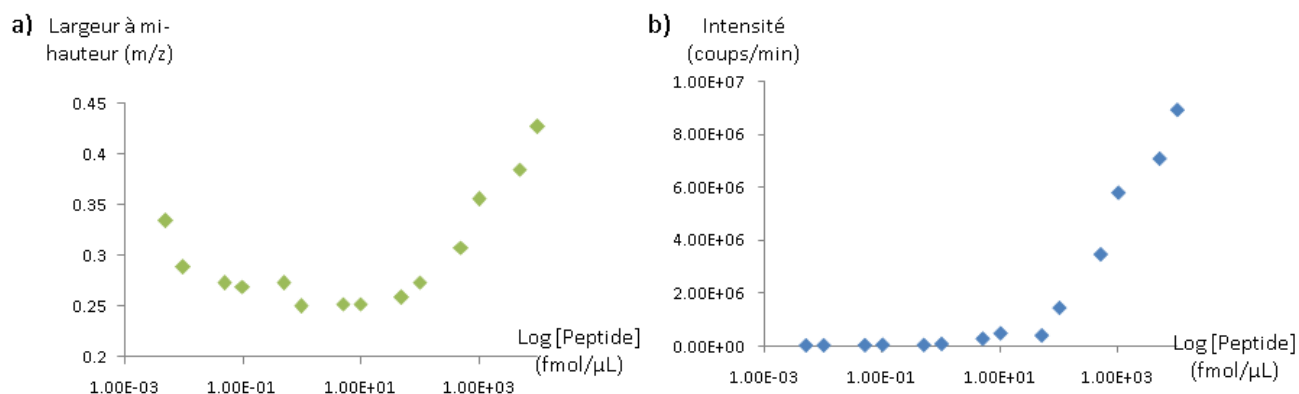 a) Largeur à mi-
hauteur (m/z)
0.45
0.4
0.35
0.3
0.25
0.2
1.00E-03 1.00E-01 1.00E+01 1.00E+03
Log [Peptide]
(fmol/µL)
b) Intensité
(coups/min)
1.00E+07
8.00E+06
6.00E+06
4.00E+06
2.00E+06
0.00E+00
1.00E-03 1.00E-01 1.00E+01 1.00E+03
Log [Peptide]
(fmol/µL)